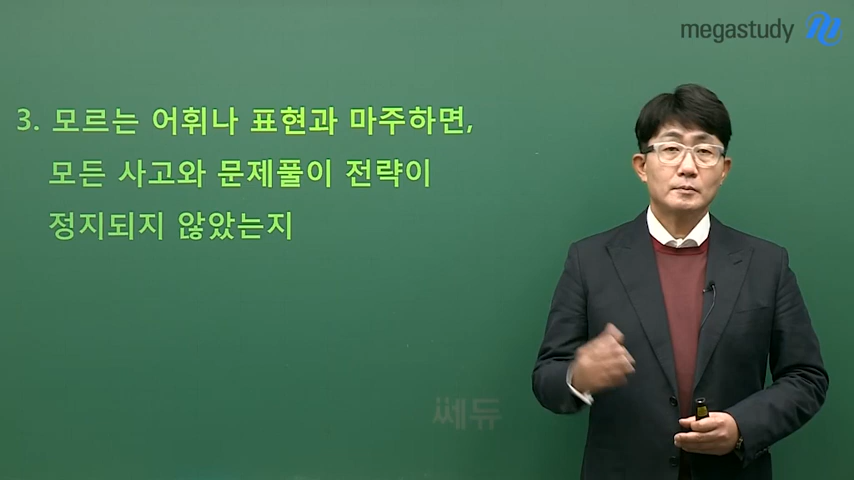 megastudy
3. 모르는 어휘나 표현과 마주하면,
모든 사고와 문제풀이 전략이
정지되지 않았는지
쎄듀